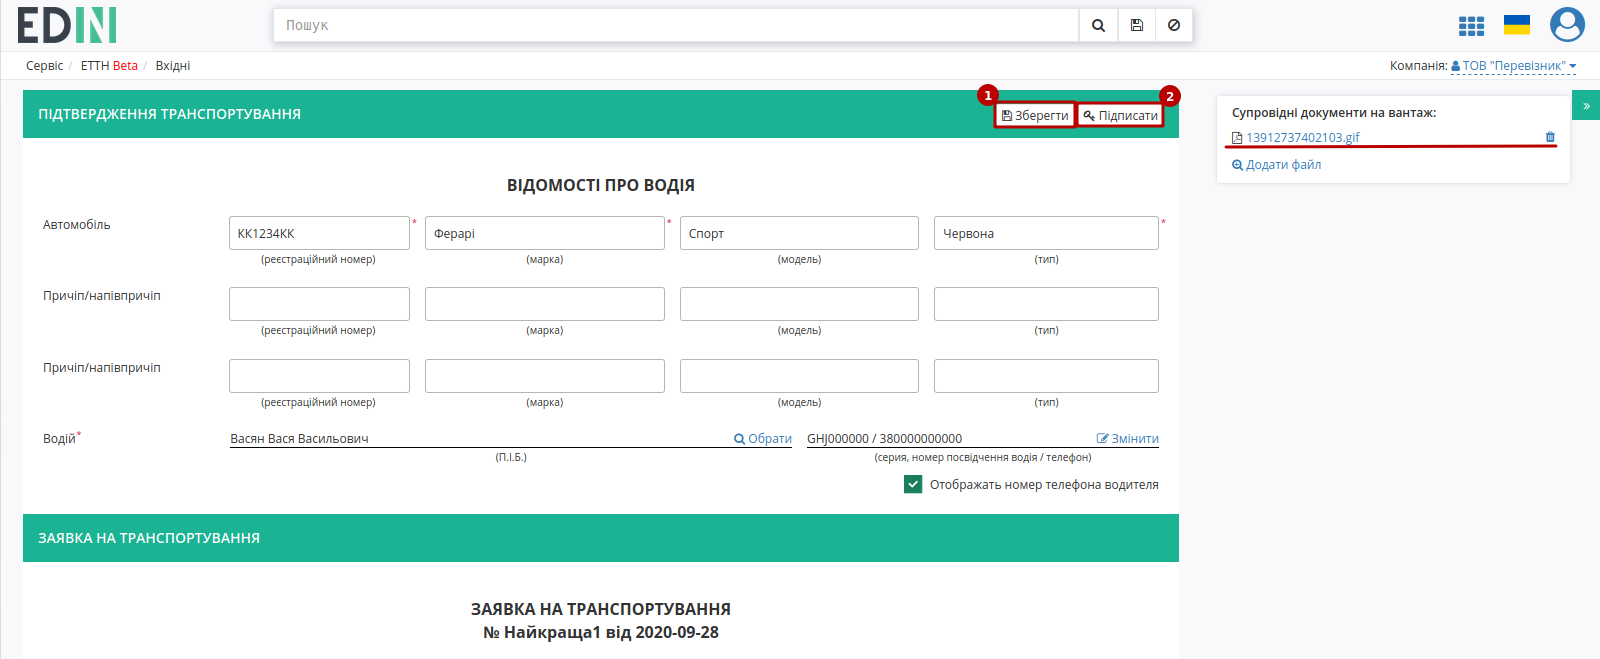 EDIN
Пошук
Сервіс / ЕТТН Beta / Вхідні
Компанія: ТОВ "Перевізник"
ПІДТВЕРДЖЕННЯ ТРАНСПОРТУВАННЯ
1 Зберегти 2 Підписати
Супровідні документи на вантаж:
13912737402103.gif
Додати файл
»
ВІДОМОСТІ ПРО ВОДІЯ
Автомобіль КК1234КК * Ферарі * Спорт Червона *
(реєстраційний номер) (марка) (модель) (тип)
Причіп/напівпричіп
(реєстраційний номер) (марка) (модель) (тип)
Причіп/напівпричіп
(реєстраційний номер) (марка) (модель) (тип)
Водій* Васян Вася Васильович Обрати GHJ000000 / 380000000000 Змінити
(П.І.Б.) (серия, номер посвідчення водія / телефон)
Отображать номер телефона водителя
ЗАЯВКА НА ТРАНСПОРТУВАННЯ
ЗАЯВКА НА ТРАНСПОРТУВАННЯ
№ Найкраща1 від 2020-09-28